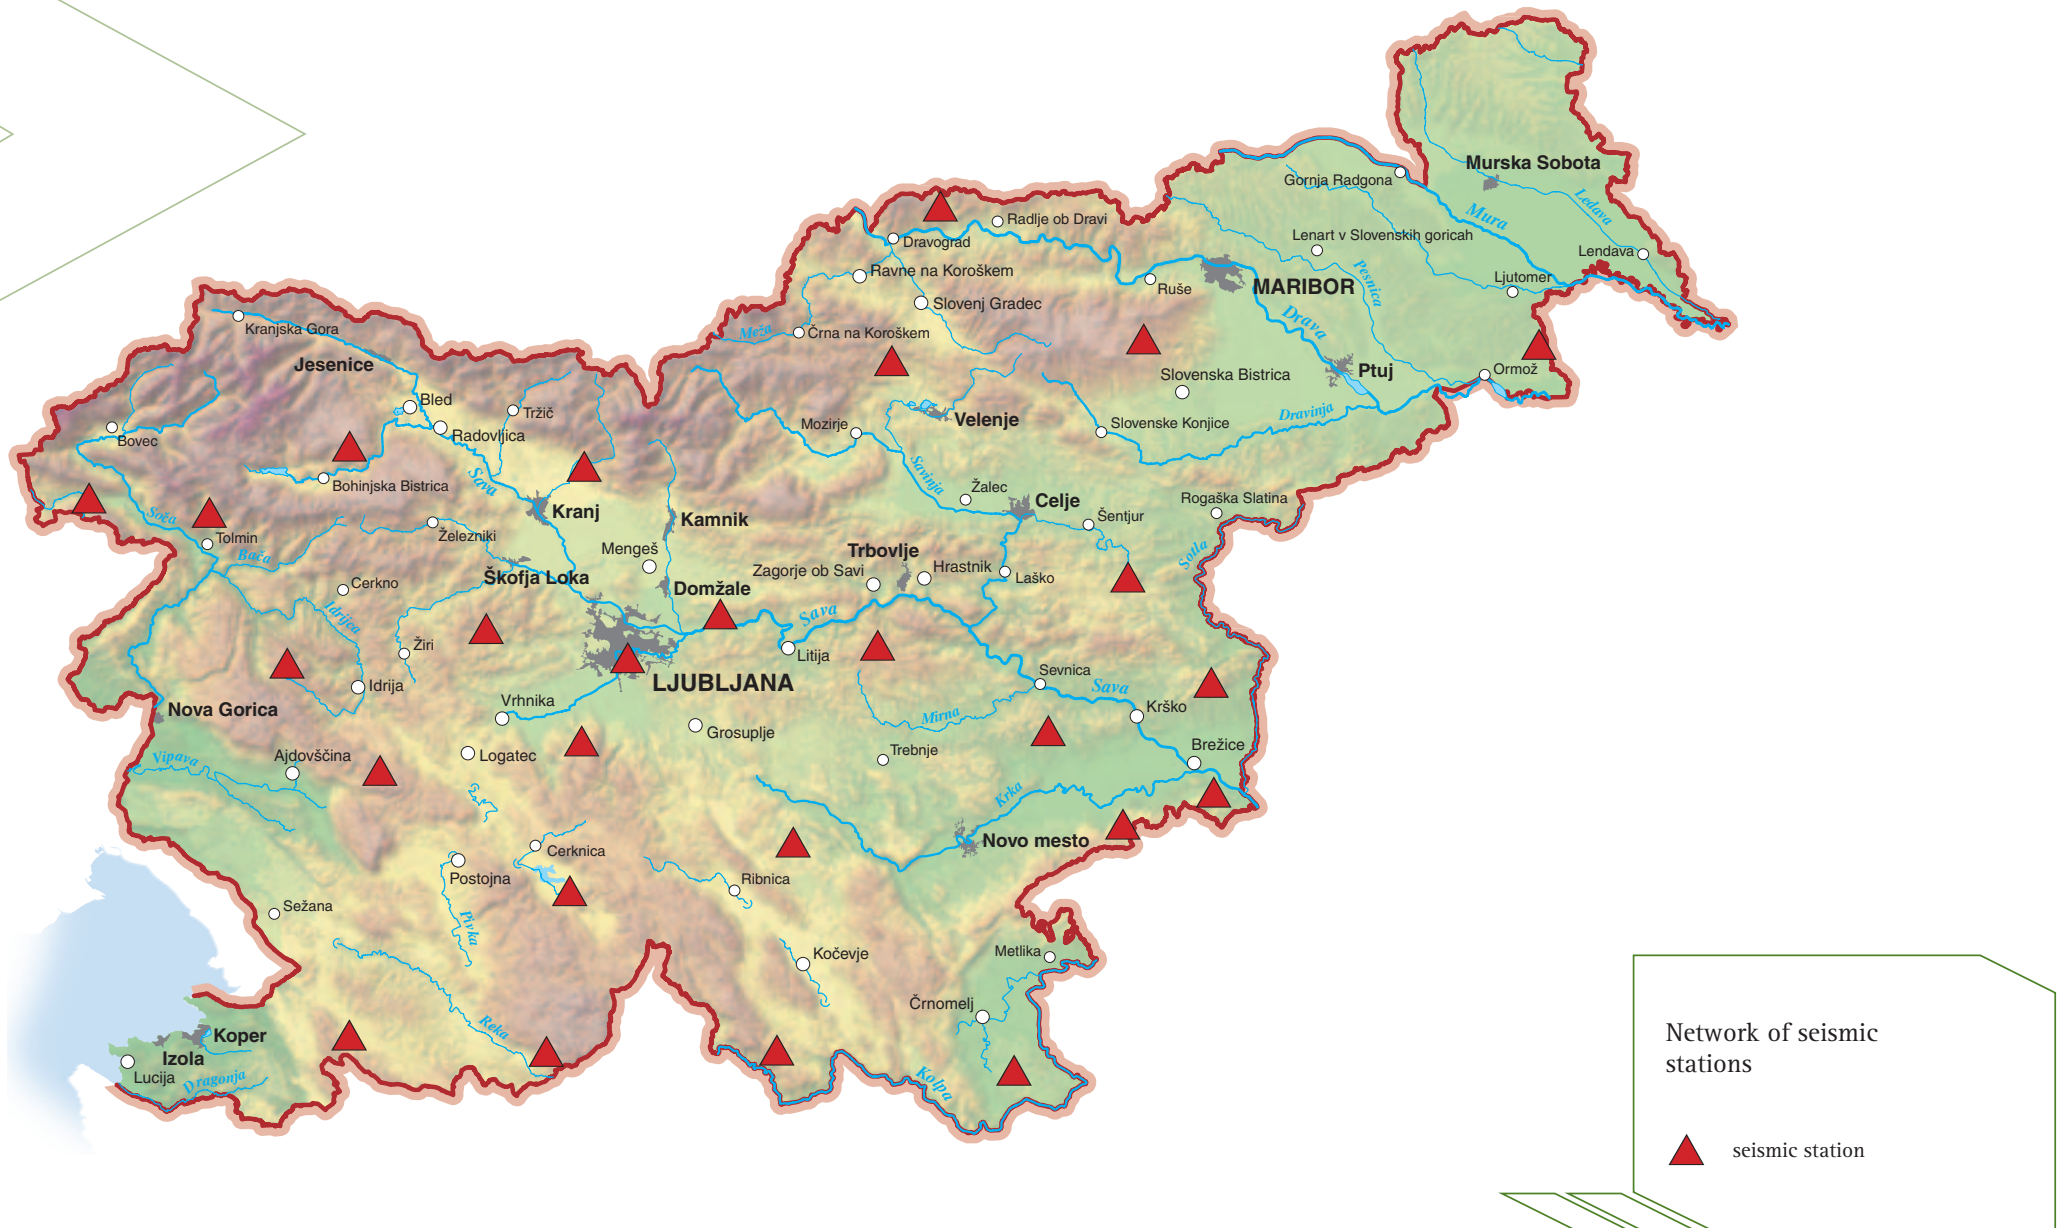 Murska Sobota
Gornja Radgona
Mura
Ledava
Radlje ob Dravi
Dravograd
Lenart v Slovenskih goricah
Lendava
Pesnica
Ljutomer
Ravne na Koroškem
Ruše
MARIBOR
Slovenj Gradec
Drava
Kranjska Gora
Meža
Črna na Koroškem
Jesenice
Slovenska Bistrica
Ptuj
Ormož
Bled
Tržič
Velenje
Dravinja
Mozirje
Slovenske Konjice
Bovec
Radovljica
Sava
Savinja
Bohinjska Bistrica
Žalec
Celje
Rogaška Slatina
Soča
Kranj
Kamnik
Šentjur
Tolmin
Železniki
Bača
Mengeš
Trbovlje
Sotla
Zagorje ob Savi
Hrastnik
Laško
Cerkno
Škofja Loka
Domžale
Idrijca
Sava
Žiri
Litija
Idrija
LJUBLJANA
Sevnica
Sava
Nova Gorica
Vrhnika
Mirna
Krško
Grosuplje
Vipava
Ajdovščina
Logatec
Trebnje
Brežice
Krka
Novo mesto
Cerknica
Postojna
Ribnica
Sežana
Pivka
Kočevje
Metlika
Črnomelj
Reka
Koper
Izola
Lucija
Dragonja
Kolpa
Network of seismic
stations
seismic station